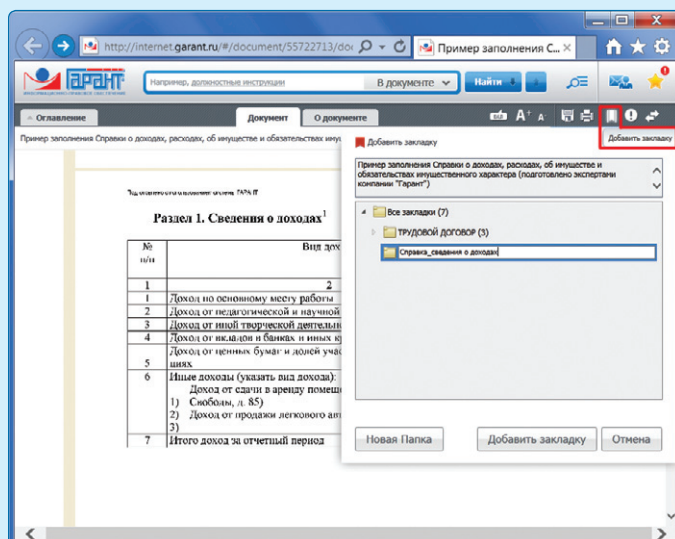 http://internet.garant.ru/#/document/55722713/do
Пример заполнения С...
ГАРАНТ
Например, должностные инструкции
В документе
Найти
Оглавление
Документ
О документе
A+ A-
Пример заполнения Справки о доходах, расходах, об имуществе и обязательствах имущ
Добавить закладку
Добавить закладку
Пример заполнения Справки о доходах, расходах, об имуществе и
обязательствах имущественного характера (подготовлено экспертами
компании "Гарант")
Все закладки (7)
ТРУДОВОЙ ДОГОВОР (3)
Справка_сведения о доходах
Новая Папка
Добавить закладку
Отмена
Раздел 1. Сведения о доходах1
№
п/п
Вид дох
1
2
1 Доход по основному месту работы
2 Доход от педагогической и научной
3 Доход от иной творческой деятельн
4 Доход от вкладов в банках и иных к
Доход от ценных бумаг и долей учас
5 циях
6 Иные доходы (указать вид дохода):
Доход от сдачи в аренду помеще
1) Свободы, д. 85)
2) Доход от продажи легкового ав
3)
7 Итого доход за отчетный период